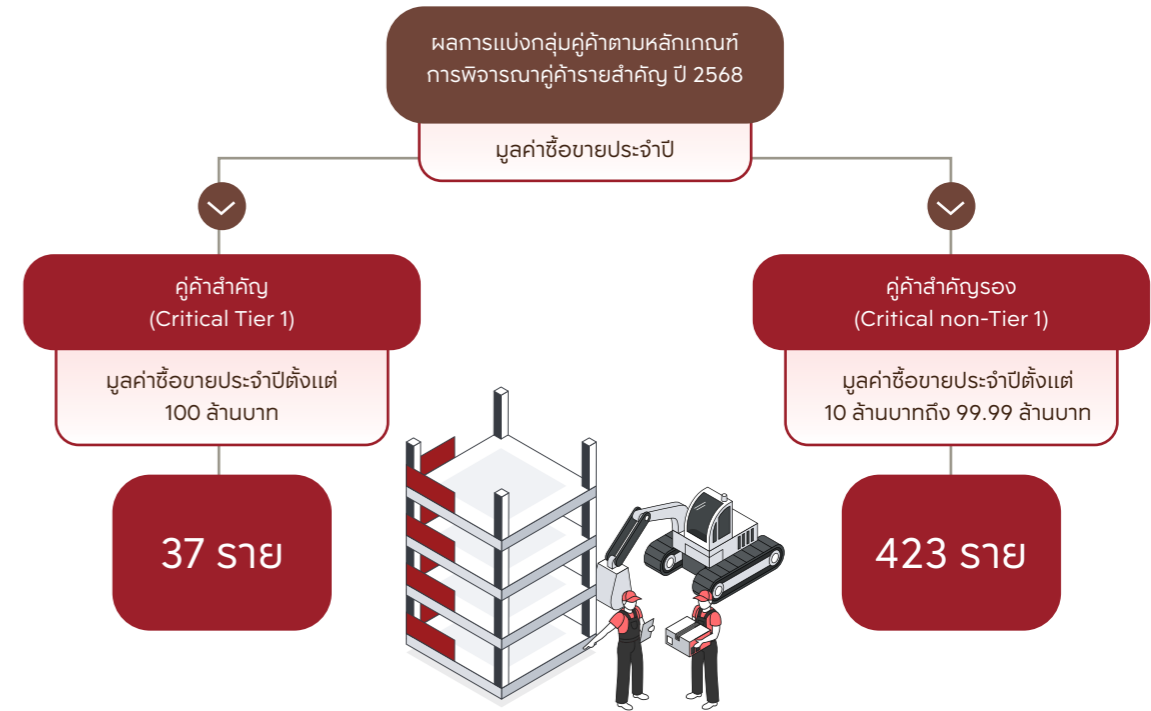 ผลการแบ่งกลุ่มคู่ค้าตามหลักเกณฑ์
การพิจารณาคู่ค้ารายสำคัญ ปี 2568
มูลค่าซื้อขายประจำปี
คู่ค้าสำคัญ
(Critical Tier 1)
มูลค่าซื้อขายประจำปีตั้งแต่
100 ล้านบาท
37 ราย
คู่ค้าสำคัญรอง
(Critical non-Tier 1)
มูลค่าซื้อขายประจำปีตั้งแต่
10 ล้านบาทถึง 99.99 ล้านบาท
423 ราย